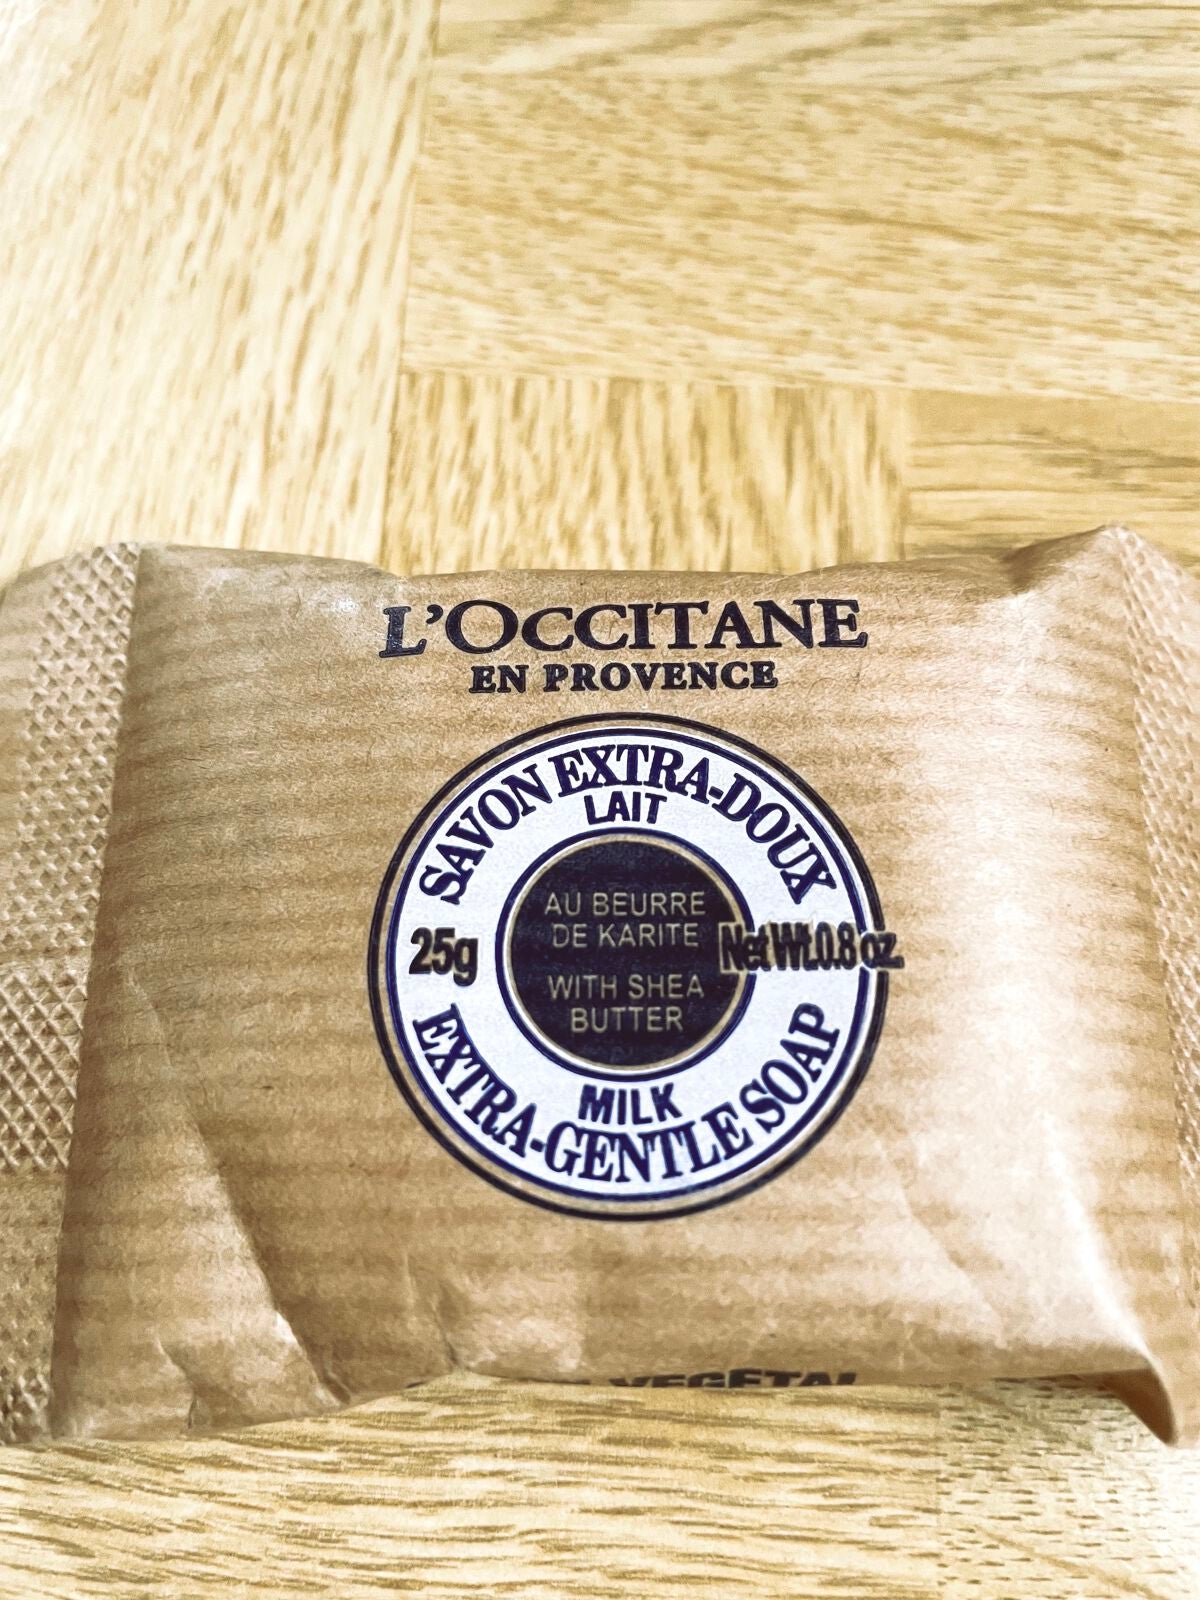 L'OCCITANE
EN PROVENCE
SAVON EXTRA-DOUX
LAIT
AU BEURRE
DE KARITE
25g
Net Wt.0.8 oz.
WITH SHEA
BUTTER
MILK
EXTRA-GENTLE SOAP
VEGÉTAL